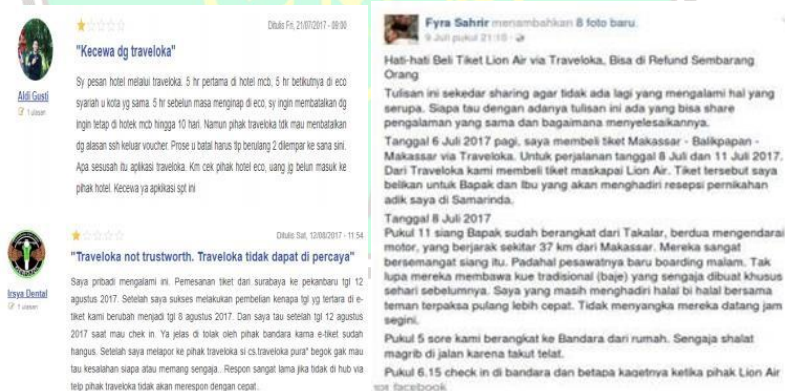 Ditulis Fri, 21/07/2017 - 09:00
"Kecewa dg traveloka"
Aldi Gusti
1 ulasan
Sy pesan hotel melalui traveloka. 5 hr pertama di hotel mcb, 5 hr betikutnya di eco
syariah u kota yg sama. 5 hr sebelum masa menginap di eco, sy ingin membatalkan dg
ingin tetap di hotek mcb hingga 10 hari. Namun pihak traveloka tdk mau menbatalkan
dg alasan ssh keluar voucher. Prose u batal harus tlp berulang 2 dilempar ke sana sini.
Apa sesusah itu aplikasi traveloka. Km cek pihak hotel eco, uang jg belun masuk ke
pihak hotel. Kecewa ya apkikasi spt ini
Ditulis Sat, 12/08/2017 - 11:54
"Traveloka not trustworth. Traveloka tidak dapat di percaya"
Irsya Dental
1 ulasan
Saya pribadi mengalami ini. Pemesanan tiket dari surabaya ke pekanbaru tgl 12
agustus 2017. Setelah saya sukses melakukan pembelian kenapa tgl yg tertara di e-
tiket kami berubah menjadi tgl 8 agustus 2017. Dan saya tau setelah tgl 12 agustus
2017 saat mau chek in. Ya jelas di tolak oleh pihak bandara karna e-tiket sudah
hangus. Setelah saya melapor ke pihak traveloka si cs.traveloka pura" begok gak mau
tau kesalahan siapa atau memang sengaja.. Respon sangat lama jika tidak di hub via
telp pihak traveloka tidak akan merespon dengan cepat..
Fyra Sahrir menambahkan 8 foto baru.
9 Juli pukul 21:18
Hati-hati Beli Tiket Lion Air via Traveloka, Bisa di Refund Sembarang
Orang
Tulisan ini sekedar sharing agar tidak ada lagi yang mengalami hal yang
serupa. Siapa tau dengan adanya tulisan ini ada yang bisa share
pengalaman yang sama dan bagaimana menyelesaikannya.
Tanggal 6 Juli 2017 pagi, saya membeli tiket Makassar - Balikpapan -
Makassar via Traveloka. Untuk perjalanan tanggal 8 Juli dan 11 Juli 2017.
Dari Traveloka kami membeli tiket maskapai Lion Air. Tiket tersebut saya
belikan untuk Bapak dan Ibu yang akan menghadiri resepsi pernikahan
adik saya di Samarinda.
Tanggal 8 Juli 2017
Pukul 11 siang Bapak sudah berangkat dari Takalar, berdua mengendarai
motor, yang berjarak sekitar 37 km dari Makassar. Mereka sangat
bersemangat siang itu. Padahal pesawatnya baru boarding malam. Tak
lupa mereka membawa kue tradisional (baje) yang sengaja dibuat khusus
sehari sebelumnya. Saya yang masih menghadiri halal bi halal bersama
teman terpaksa pulang lebih cepat. Tidak menyangka mereka datang jam
segini.
Pukul 5 sore kami berangkat ke Bandara dari rumah. Sengaja shalat
magrib di jalan karena takut telat.
Pukul 6.15 check in di bandara dan betapa kagetnya ketika pihak Lion Air
facebook